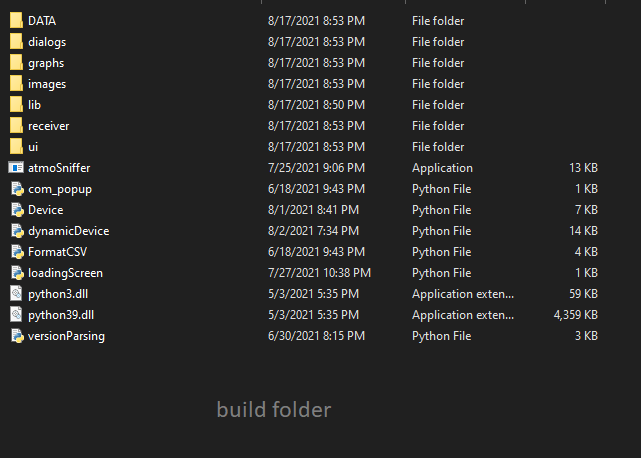 DATA 8/17/2021 8:53 PM File folder
dialogs 8/17/2021 8:53 PM File folder
graphs 8/17/2021 8:53 PM File folder
images 8/17/2021 8:53 PM File folder
lib 8/17/2021 8:50 PM File folder
receiver 8/17/2021 8:53 PM File folder
ui 8/17/2021 8:53 PM File folder
atmoSniffer 7/25/2021 9:06 PM Application 13 KB
com_popup 6/18/2021 9:43 PM Python File 1 KB
Device 8/1/2021 8:41 PM Python File 7 KB
dynamicDevice 8/2/2021 7:34 PM Python File 14 KB
FormatCSV 6/18/2021 9:43 PM Python File 4 KB
loadingScreen 7/27/2021 10:38 PM Python File 1 KB
python3.dll 5/3/2021 5:35 PM Application exten... 59 KB
python39.dll 5/3/2021 5:35 PM Application exten... 4,359 KB
versionParsing 6/30/2021 8:15 PM Python File 3 KB
build folder